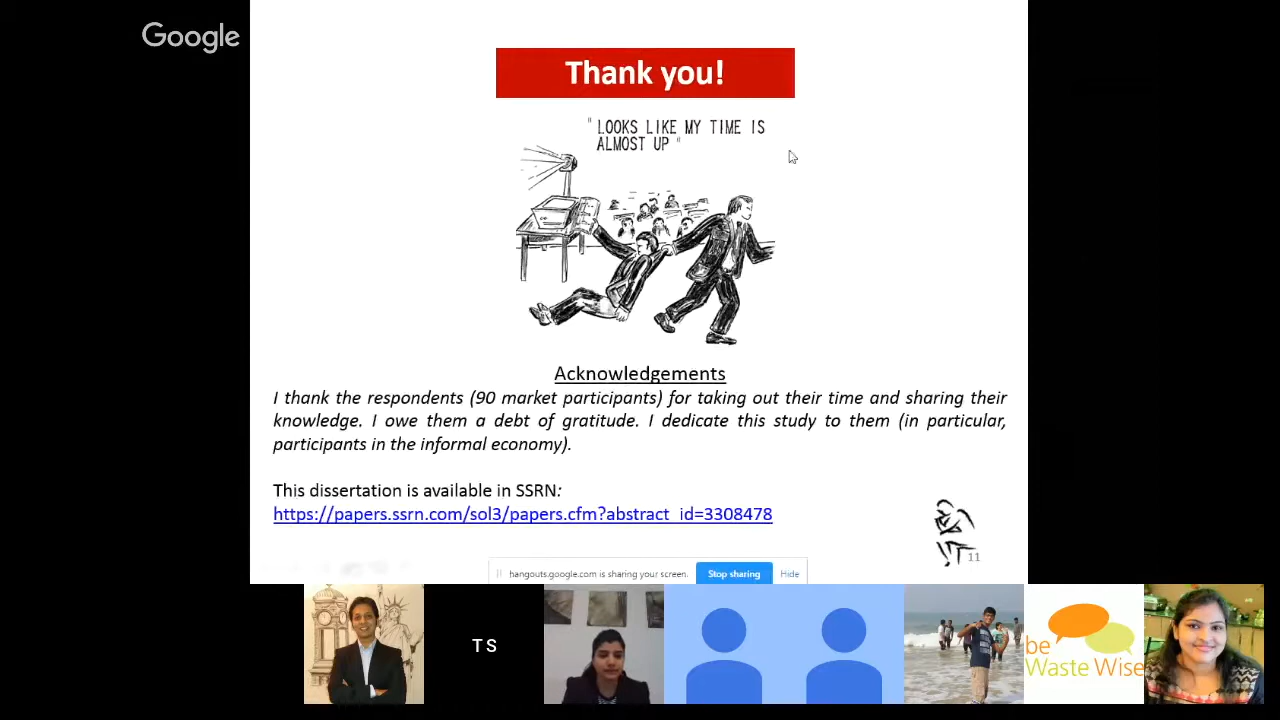 Google
Thank you!
" LOOKS LIKE MY TIME IS
ALMOST UP "
Acknowledgements
I thank the respondents (90 market participants) for taking out their time and sharing their
knowledge. I owe them a debt of gratitude. I dedicate this study to them (in particular,
participants in the informal economy).
This dissertation is available in SSRN:
https://papers.ssrn.com/sol3/papers.cfm?abstract_id=3308478
11
hangouts.google.com is sharing your screen. Stop sharing Hide
TS
be
Waste Wise